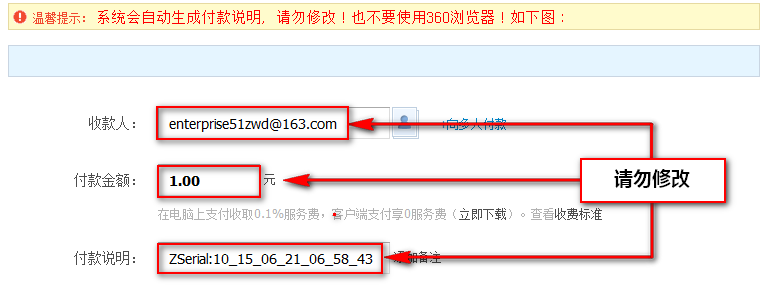 温馨提示： 系统会自动生成付款说明，请勿修改！也不要使用360浏览器！如下图：
收款人： enterprise51zwd@163.com +向多人付款
付款金额： 1.00 元
请勿修改
在电脑上支付收取0.1%服务费，客户端支付享0服务费（立即下载）。查看收费标准
付款说明： ZSerial:10_15_06_21_06_58_43 添加备注